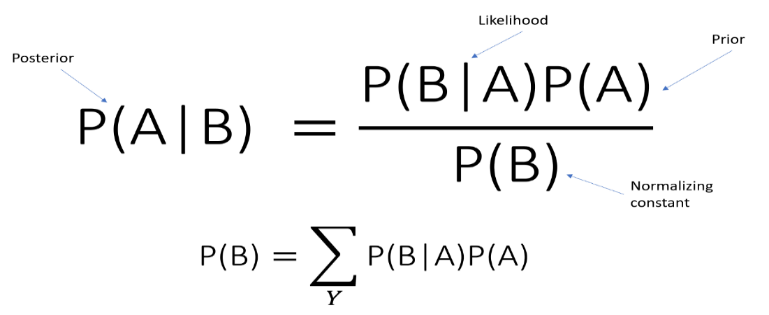 Likelihood
Prior
Posterior
P(B|A)P(A)
P(A|B) =
P(B)
Normalizing
constant
P(B) = ∑ P(B|A)P(A)
Y